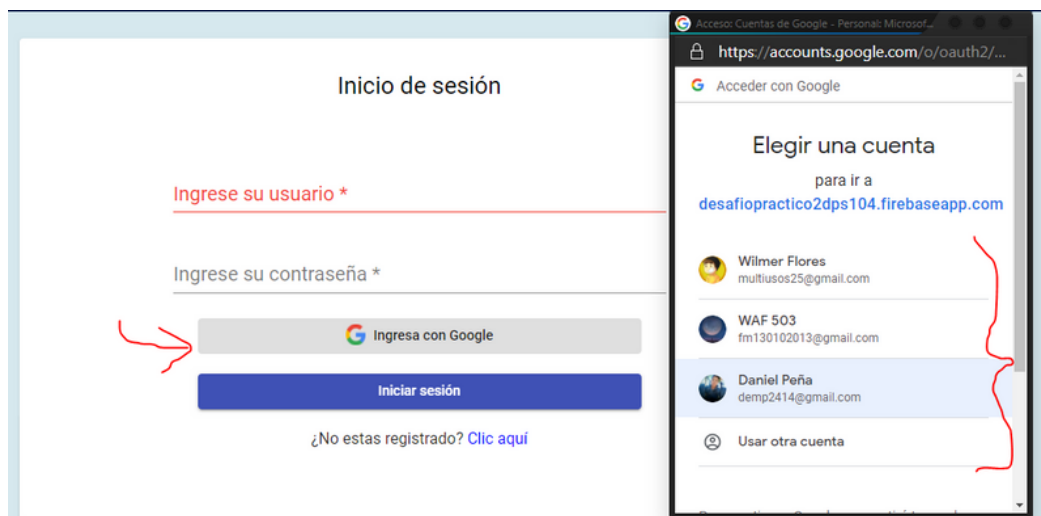 Inicio de sesión
Ingrese su usuario *
Ingrese su contraseña *
Ingresa con Google
Iniciar sesión
¿No estas registrado? Clic aquí
Acceso: Cuentas de Google - Personal: Microsof...
https://accounts.google.com/o/oauth2/...
Acceder con Google
Elegir una cuenta
para ir a
desafiopractico2dps104.firebaseapp.com
Wilmer Flores
multiusos25@gmail.com
WAF 503
fm130102013@gmail.com
Daniel Peña
demp2414@gmail.com
Usar otra cuenta